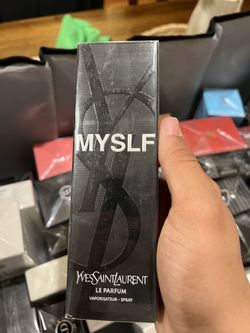 MYSLF
YVESSAINTLAURENT
LE PARFUM
VAPORISATEUR - SPRAY